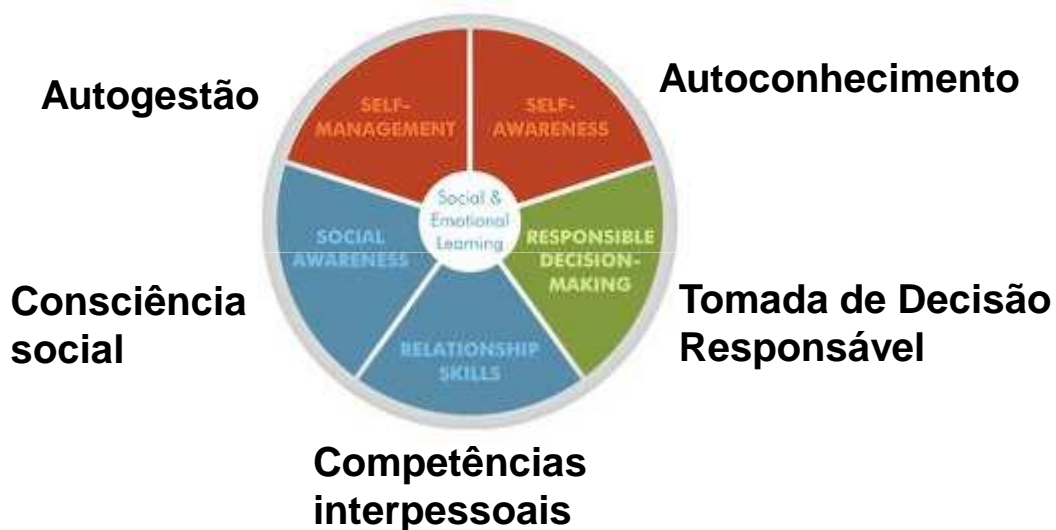 Autogestão
Autoconhecimento
SELF-
MANAGEMENT
SELF-
AWARENESS
Social &
Emotional
Learning
SOCIAL
AWARENESS
RESPONSIBLE
DECISION-
MAKING
Consciência
social
Tomada de Decisão
Responsável
RELATIONSHIP
SKILLS
Competências
interpessoais